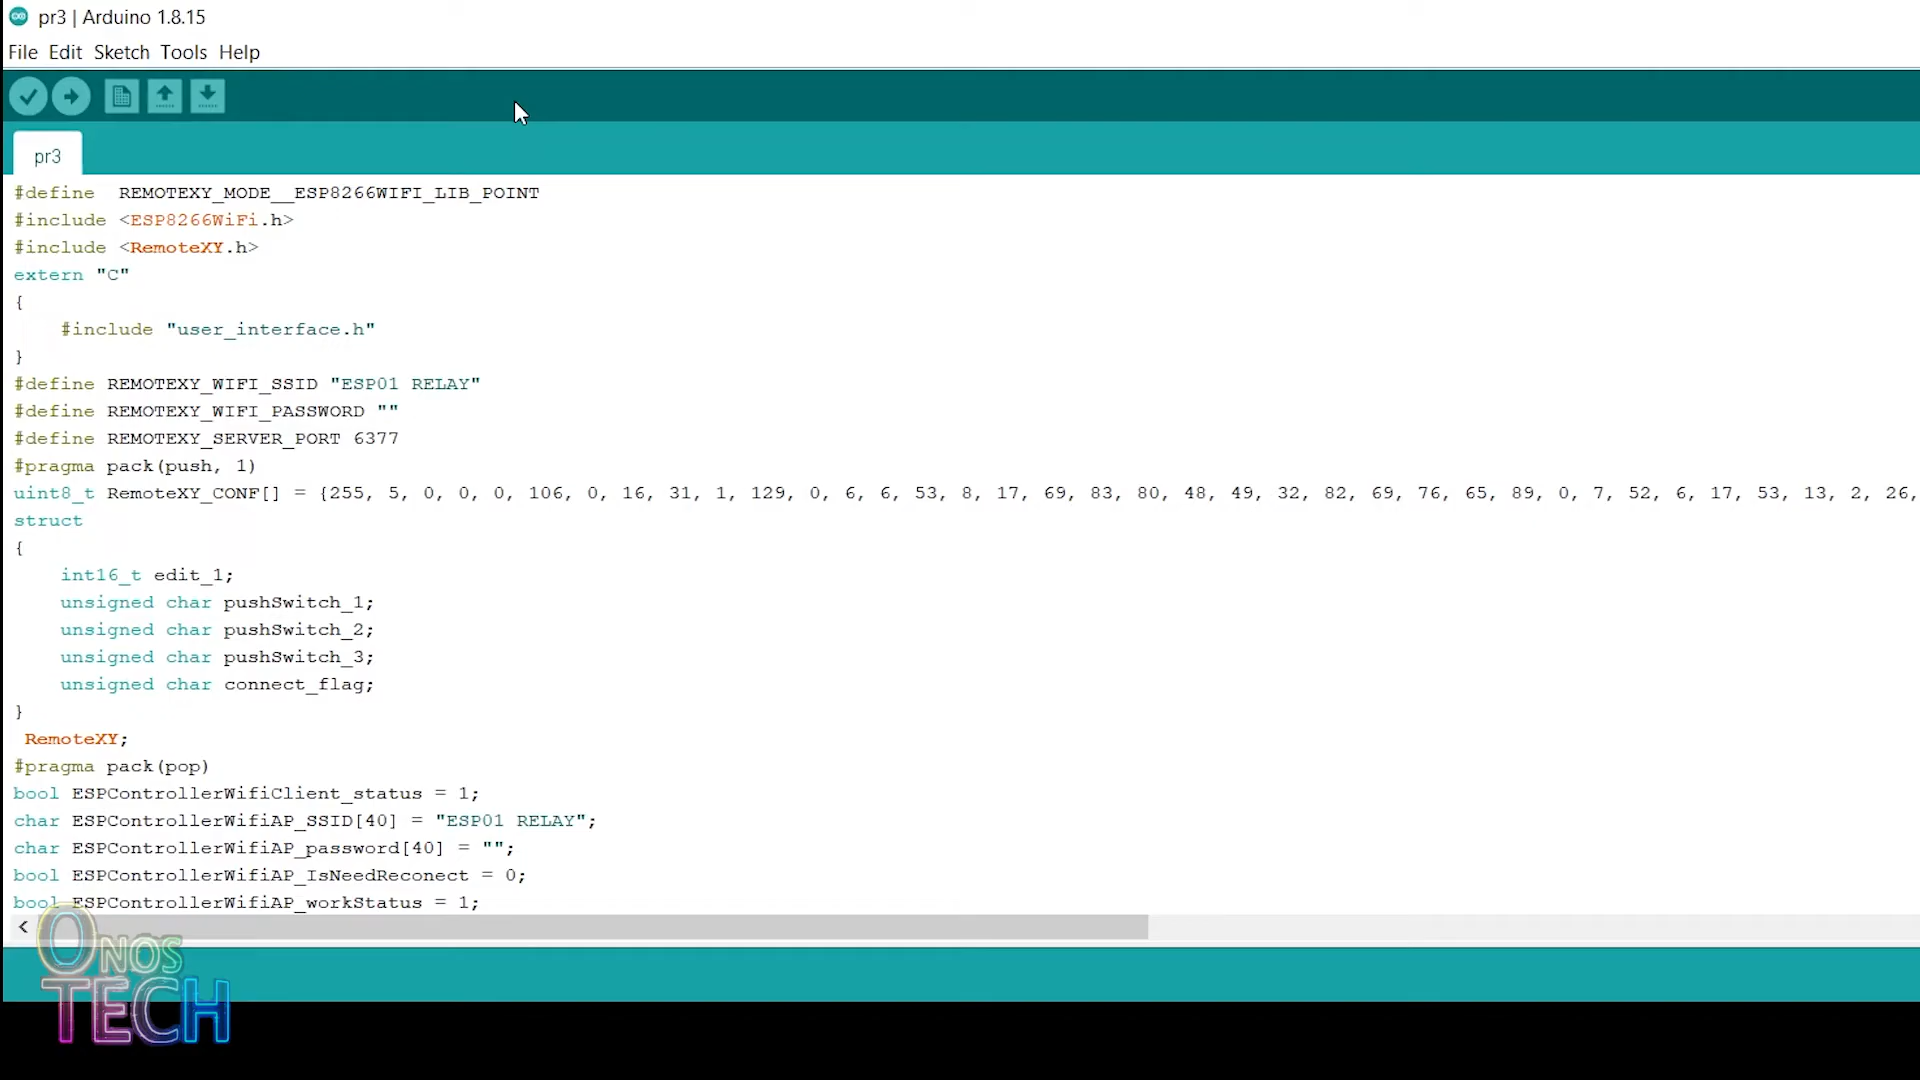 pr3 | Arduino 1.8.15
File Edit Sketch Tools Help
pr3
#define  REMOTEXY_MODE__ESP8266WIFI_LIB_POINT
#include <ESP8266WiFi.h>
#include <RemoteXY.h>
extern "C"
{
#include "user_interface.h"
}
#define REMOTEXY_WIFI_SSID "ESP01 RELAY"
#define REMOTEXY_WIFI_PASSWORD ""
#define REMOTEXY_SERVER_PORT 6377
#pragma pack(push, 1)
uint8_t RemoteXY_CONF[] = {255, 5, 0, 0, 0, 106, 0, 16, 31, 1, 129, 0, 6, 6, 53, 8, 17, 69, 83, 80, 48, 49, 32, 82, 69, 76, 65, 89, 0, 7, 52, 6, 17, 53, 13, 2, 26,
struct
{
int16_t edit_1;
unsigned char pushSwitch_1;
unsigned char pushSwitch_2;
unsigned char pushSwitch_3;
unsigned char connect_flag;
}
RemoteXY;
#pragma pack(pop)
bool ESPControllerWifiClient_status = 1;
char ESPControllerWifiAP_SSID[40] = "ESP01 RELAY";
char ESPControllerWifiAP_password[40] = "";
bool ESPControllerWifiAP_IsNeedReconect = 0;
bool ESPControllerWifiAP_workStatus = 1;
ONOS
TECH